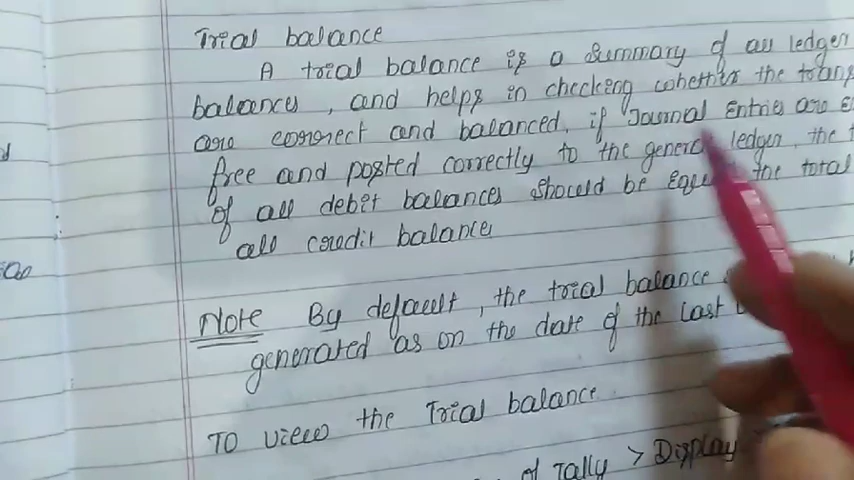 Trial balance
A trial balance is a Summary of all ledger
balances, and helps in checking whether the
are correct and balanced. if Journal Entries are
free and posted correctly to the general ledger, the
of all debit balances should be the total
all credit balance
Note By default, the trial balance
generated as on the date of the last
To view the Trial balance
of Tally > Display